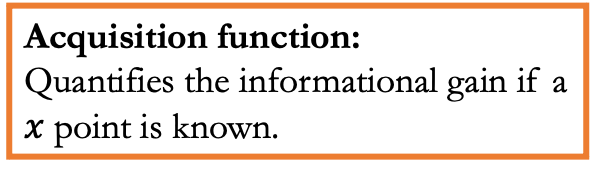 Acquisition function:
Quantifies the informational gain if a
x point is known.